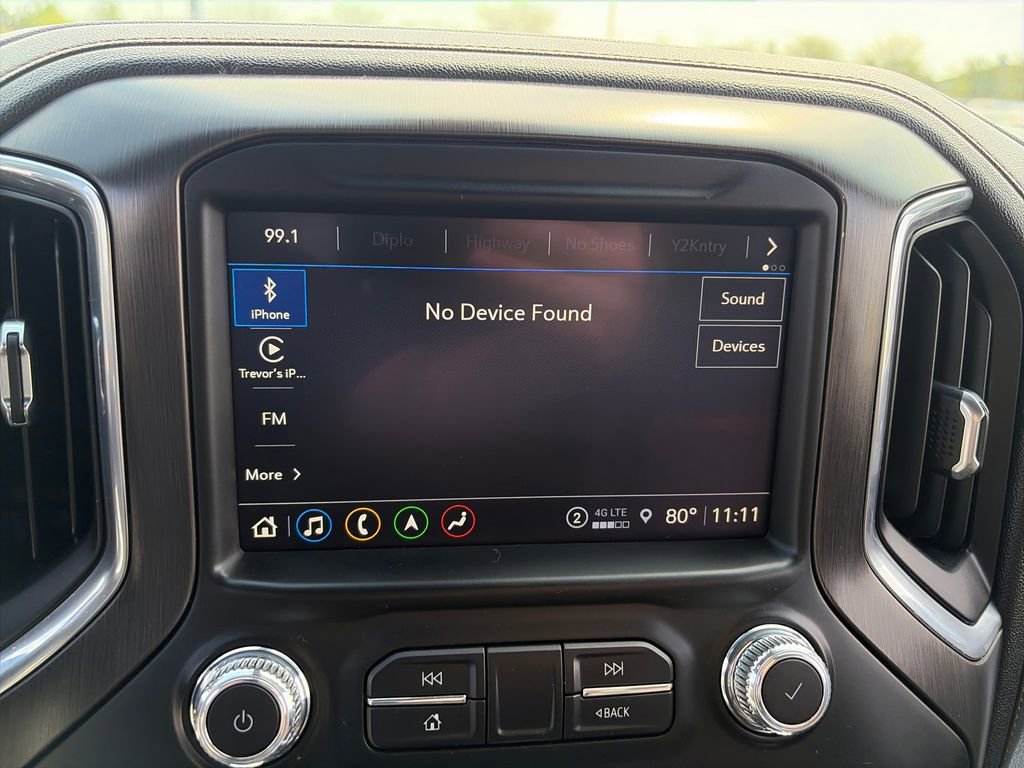 99.1
Diplo
Highway
No Shoes
Y2Kntry
iPhone
No Device Found
Sound
Devices
Trevor's iP...
FM
More
2
4G LTE
80°
11:11
BACK